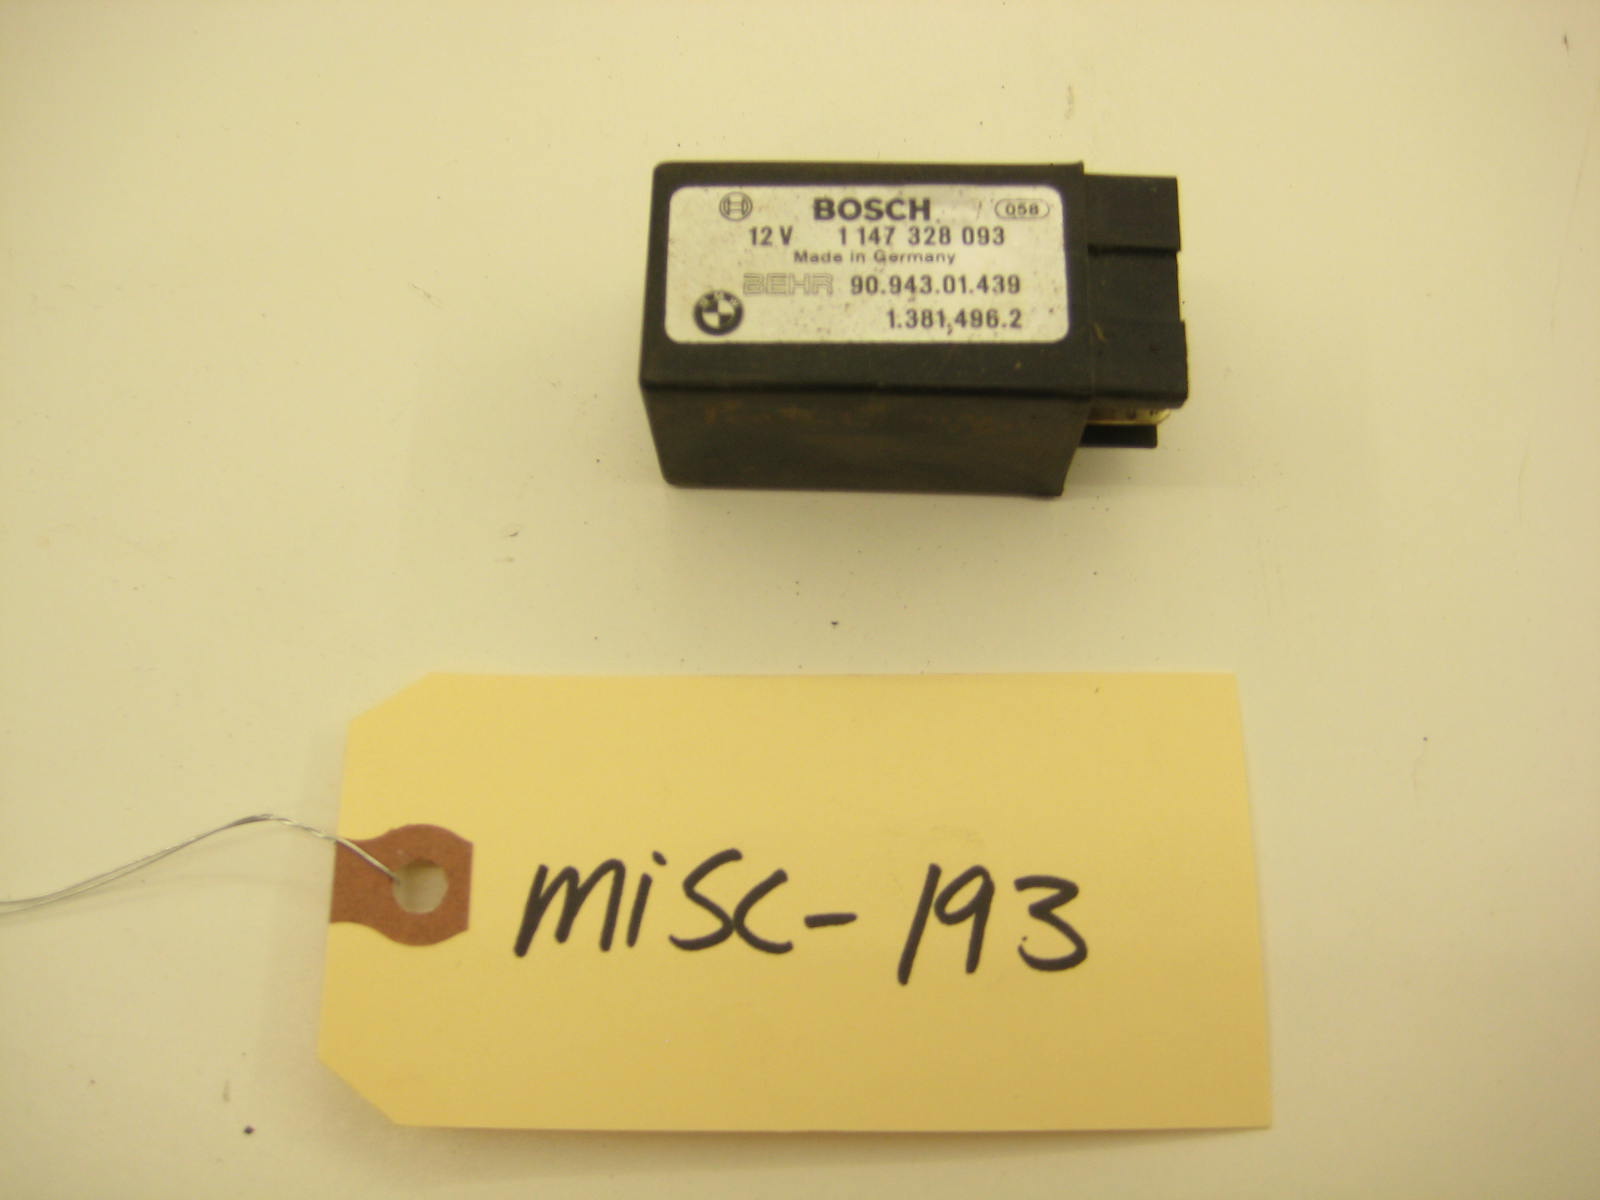 BOSCH 058
12 V 1 147 328 093
Made in Germany
BEHR 90.943.01.439
BMW
1.381,496.2
MiSC-193